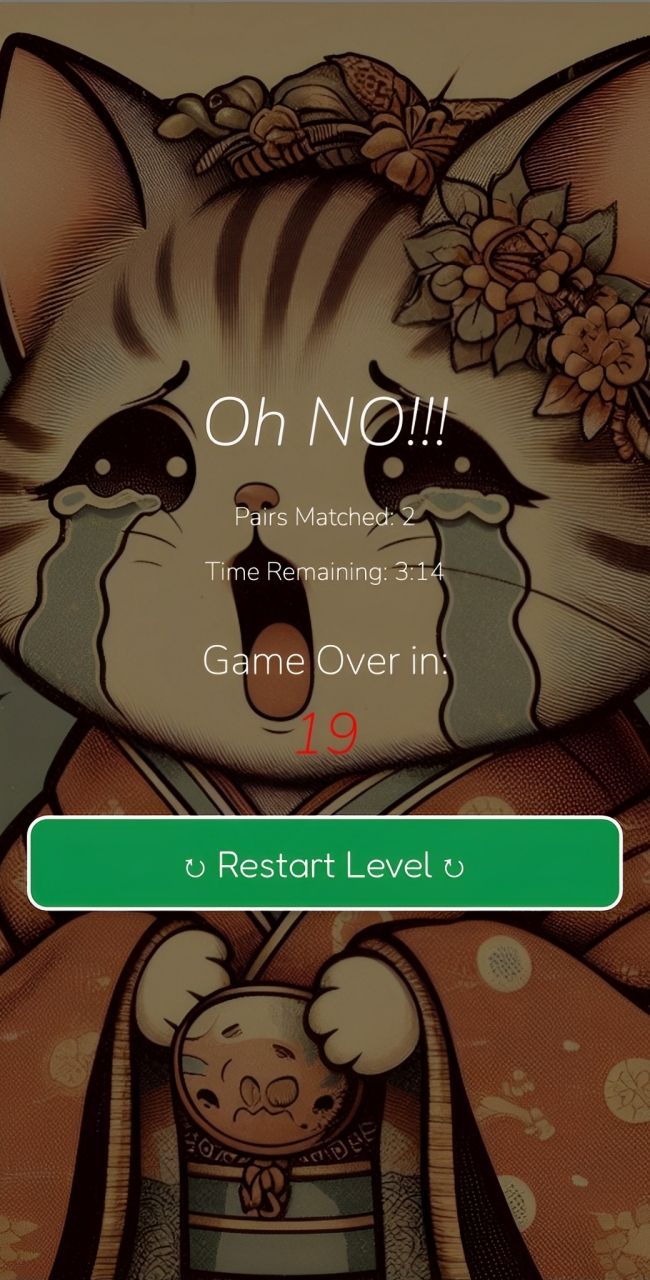 Oh NO!!!
Pairs Matched: 2
Time Remaining: 3:14
Game Over in:
19
↻ Restart Level ↻